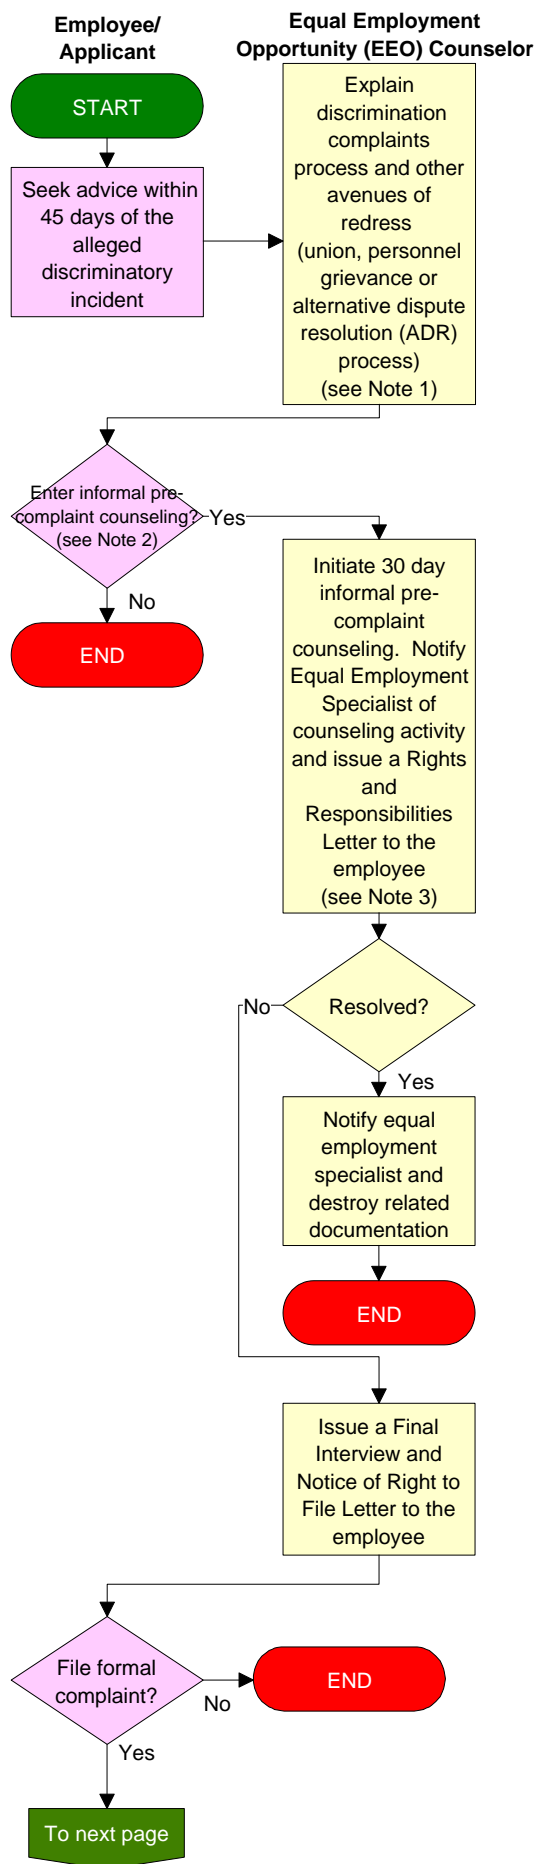 Employee/
Applicant
Equal Employment
Opportunity (EEO) Counselor
START
Seek advice within
45 days of the
alleged
discriminatory
incident
Explain
discrimination
complaints
process and other
avenues of
redress
(union, personnel
grievance or
alternative dispute
resolution (ADR)
process)
(see Note 1)
Enter informal pre-
complaint counseling?
(see Note 2)
Yes
No
END
Initiate 30 day
informal pre-
complaint
counseling.  Notify
Equal Employment
Specialist of
counseling activity
and issue a Rights
and
Responsibilities
Letter to the
employee
(see Note 3)
Resolved?
No
Yes
Notify equal
employment
specialist and
destroy related
documentation
END
Issue a Final
Interview and
Notice of Right to
File Letter to the
employee
File formal
complaint?
No
END
Yes
To next page